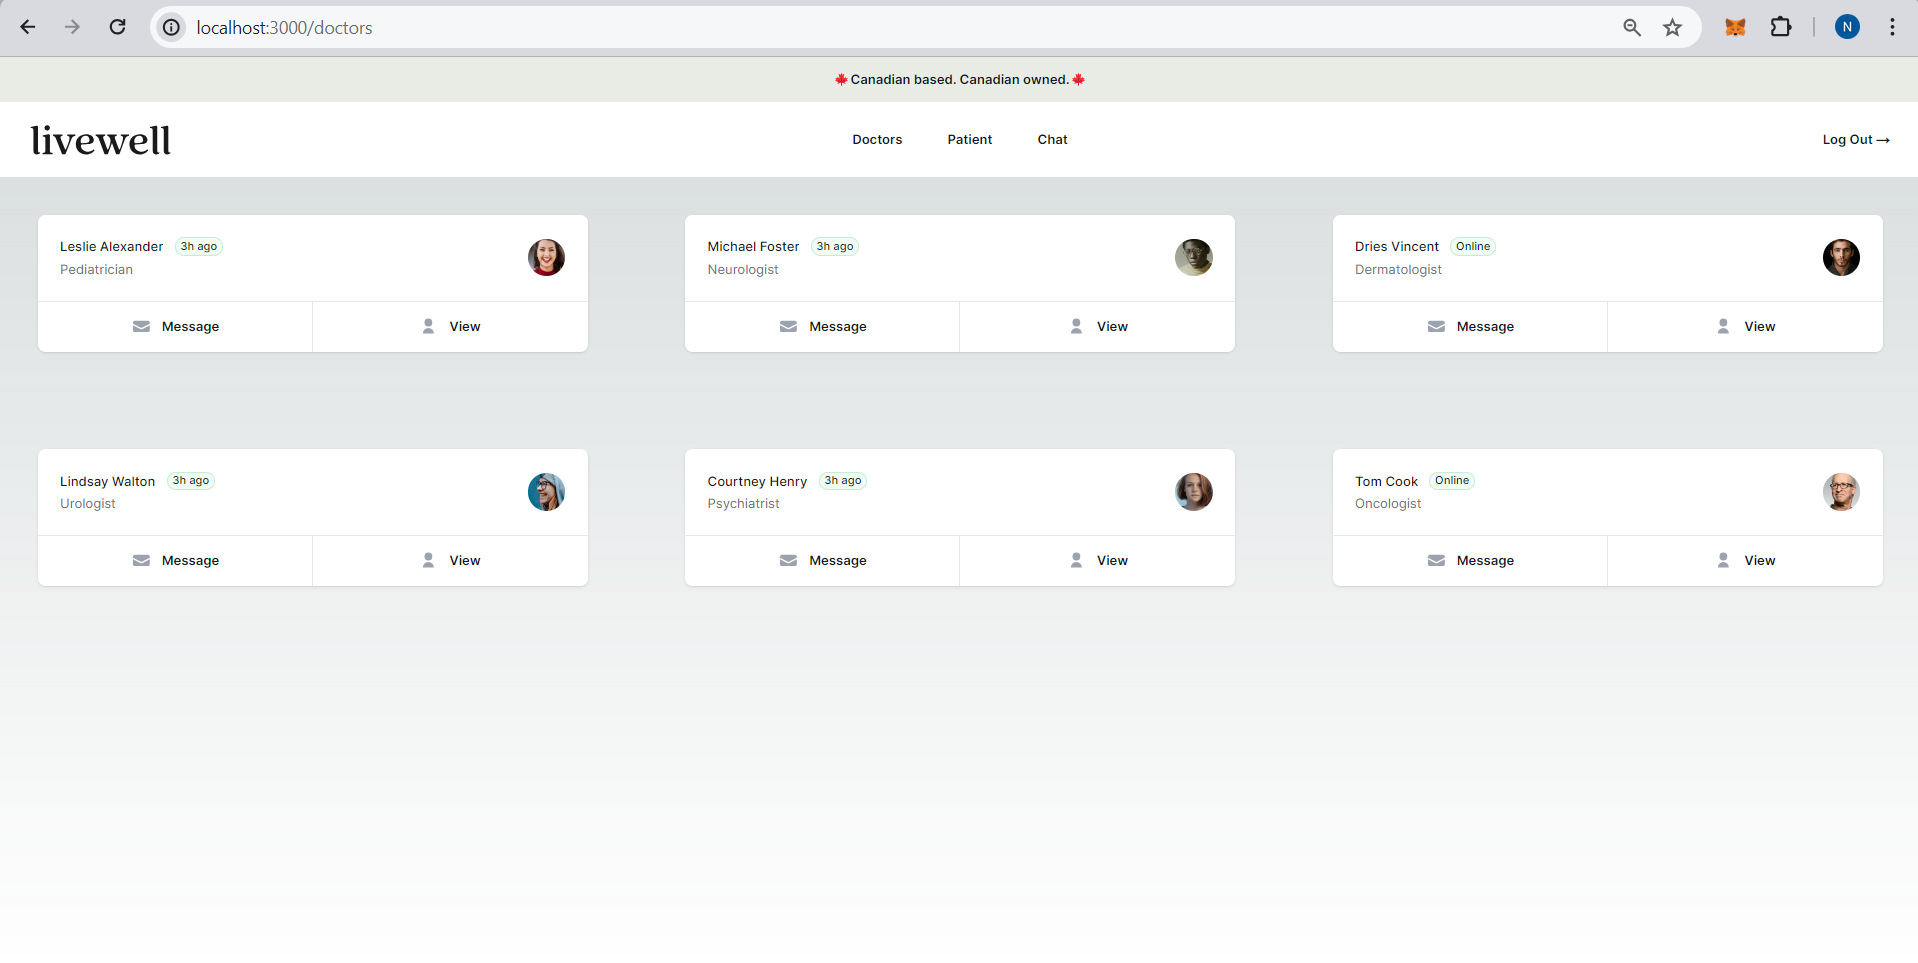 localhost:3000/doctors
N
🍁Canadian based. Canadian owned.🍁
livewell
Doctors Patient Chat
Log Out →
Leslie Alexander 3h ago
Pediatrician
Message View
Michael Foster 3h ago
Neurologist
Message View
Dries Vincent Online
Dermatologist
Message View
Lindsay Walton 3h ago
Urologist
Message View
Courtney Henry 3h ago
Psychiatrist
Message View
Tom Cook Online
Oncologist
Message View